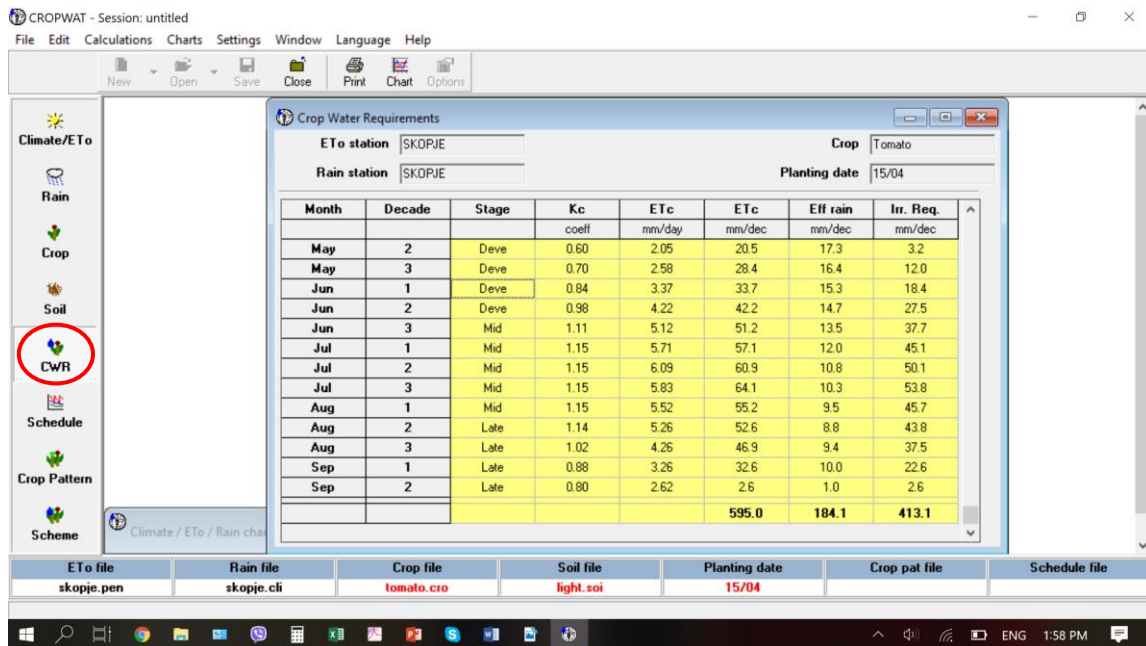 CROPWAT - Session: untitled
File Edit Calculations Charts Settings Window Language Help
New Open Save Close Print Chart Options
Climate/ETo
Rain
Crop
Soil
CWR
Schedule
Crop Pattern
Scheme
Crop Water Requirements
ETo station SKOPJE Crop Tomato
Rain station SKOPJE Planting date 15/04
Month Decade Stage Kc ETc ETc Eff rain Irr. Req.
coeff mm/day mm/dec mm/dec mm/dec
May 2 Deve 0.60 2.05 20.5 17.3 3.2
May 3 Deve 0.70 2.58 28.4 16.4 12.0
Jun 1 Deve 0.84 3.37 33.7 15.3 18.4
Jun 2 Deve 0.98 4.22 42.2 14.7 27.5
Jun 3 Mid 1.11 5.12 51.2 13.5 37.7
Jul 1 Mid 1.15 5.71 57.1 12.0 45.1
Jul 2 Mid 1.15 6.09 60.9 10.8 50.1
Jul 3 Mid 1.15 5.83 64.1 10.3 53.8
Aug 1 Mid 1.15 5.52 55.2 9.5 45.7
Aug 2 Late 1.14 5.26 52.6 8.8 43.8
Aug 3 Late 1.02 4.26 46.9 9.4 37.5
Sep 1 Late 0.88 3.26 32.6 10.0 22.6
Sep 2 Late 0.80 2.62 2.6 1.0 2.6
595.0 184.1 413.1
Climate / ETo / Rain char
ETo file Rain file Crop file Soil file Planting date Crop pat file Schedule file
skopje.pen skopje.cli tomato.cro light.soi 15/04
ENG 1:58 PM